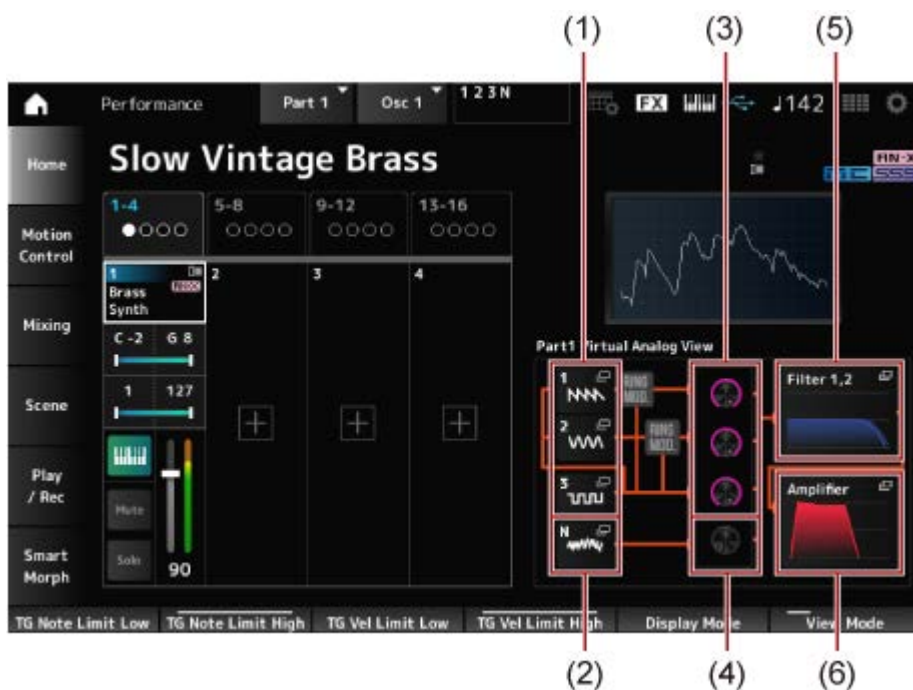 (1) (3) (5)
Performance Part 1 Osc 1 1 2 3 N FX ♩142
Home
Slow Vintage Brass
AN-X
SSS
1-4 5-8 9-12 13-16
Motion
Control
1 2 3 4
Brass
Synth
Mixing
C -2 G 8
Part1 Virtual Analog View
1 127
Scene
1 RING
MOD.
Filter 1,2
2 RING
MOD.
Play
/ Rec
Mute
3
Amplifier
N
Smart
Morph
Solo
90
TG Note Limit Low TG Note Limit High TG Vel Limit Low TG Vel Limit High Display Mode View Mode
(2) (4) (6)